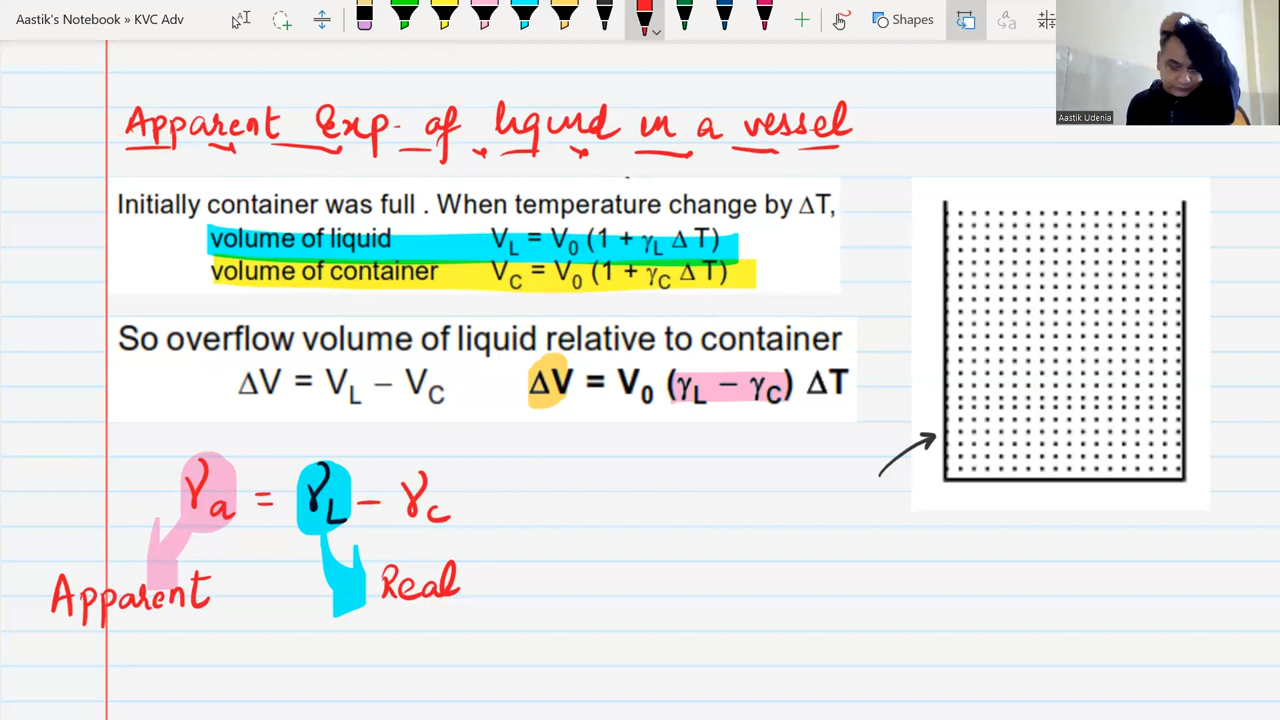 Aastik's Notebook » KVC Adv
Shapes
Aastik Udenia
Apparent Exp. of liquid in a vessel
Initially container was full . When temperature change by ΔT,
volume of liquid V_L = V_0 (1 + γ_L Δ T)
volume of container V_C = V_0 (1 + γ_C Δ T)
So overflow volume of liquid relative to container
ΔV = V_L − V_C ΔV = V_0 (γ_L − γ_C) ΔT
γ_a = γ_L − γ_c
Apparent Real